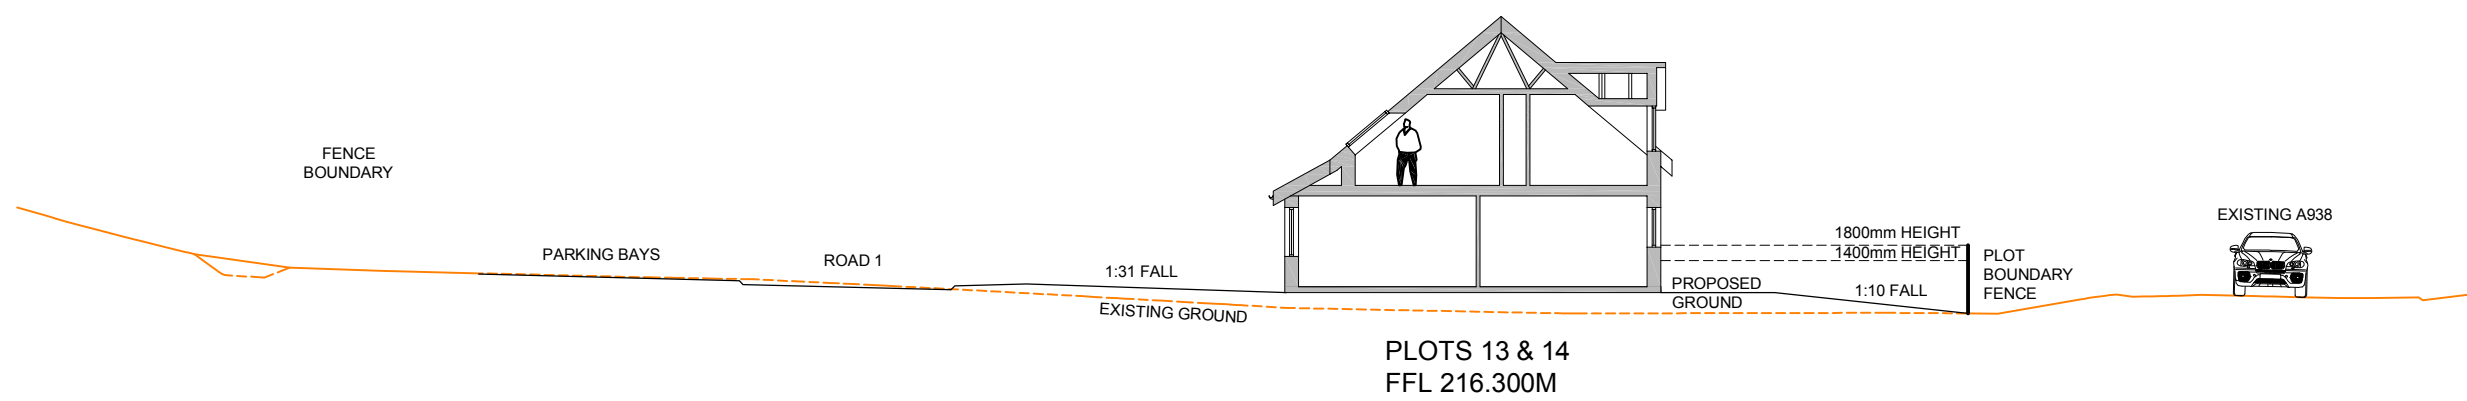 FENCE
BOUNDARY
PARKING BAYS
ROAD 1
1:31 FALL
EXISTING GROUND
PROPOSED
GROUND
1:10 FALL
1800mm HEIGHT
1400mm HEIGHT
PLOT
BOUNDARY
FENCE
EXISTING A938
PLOTS 13 & 14
FFL 216.300M